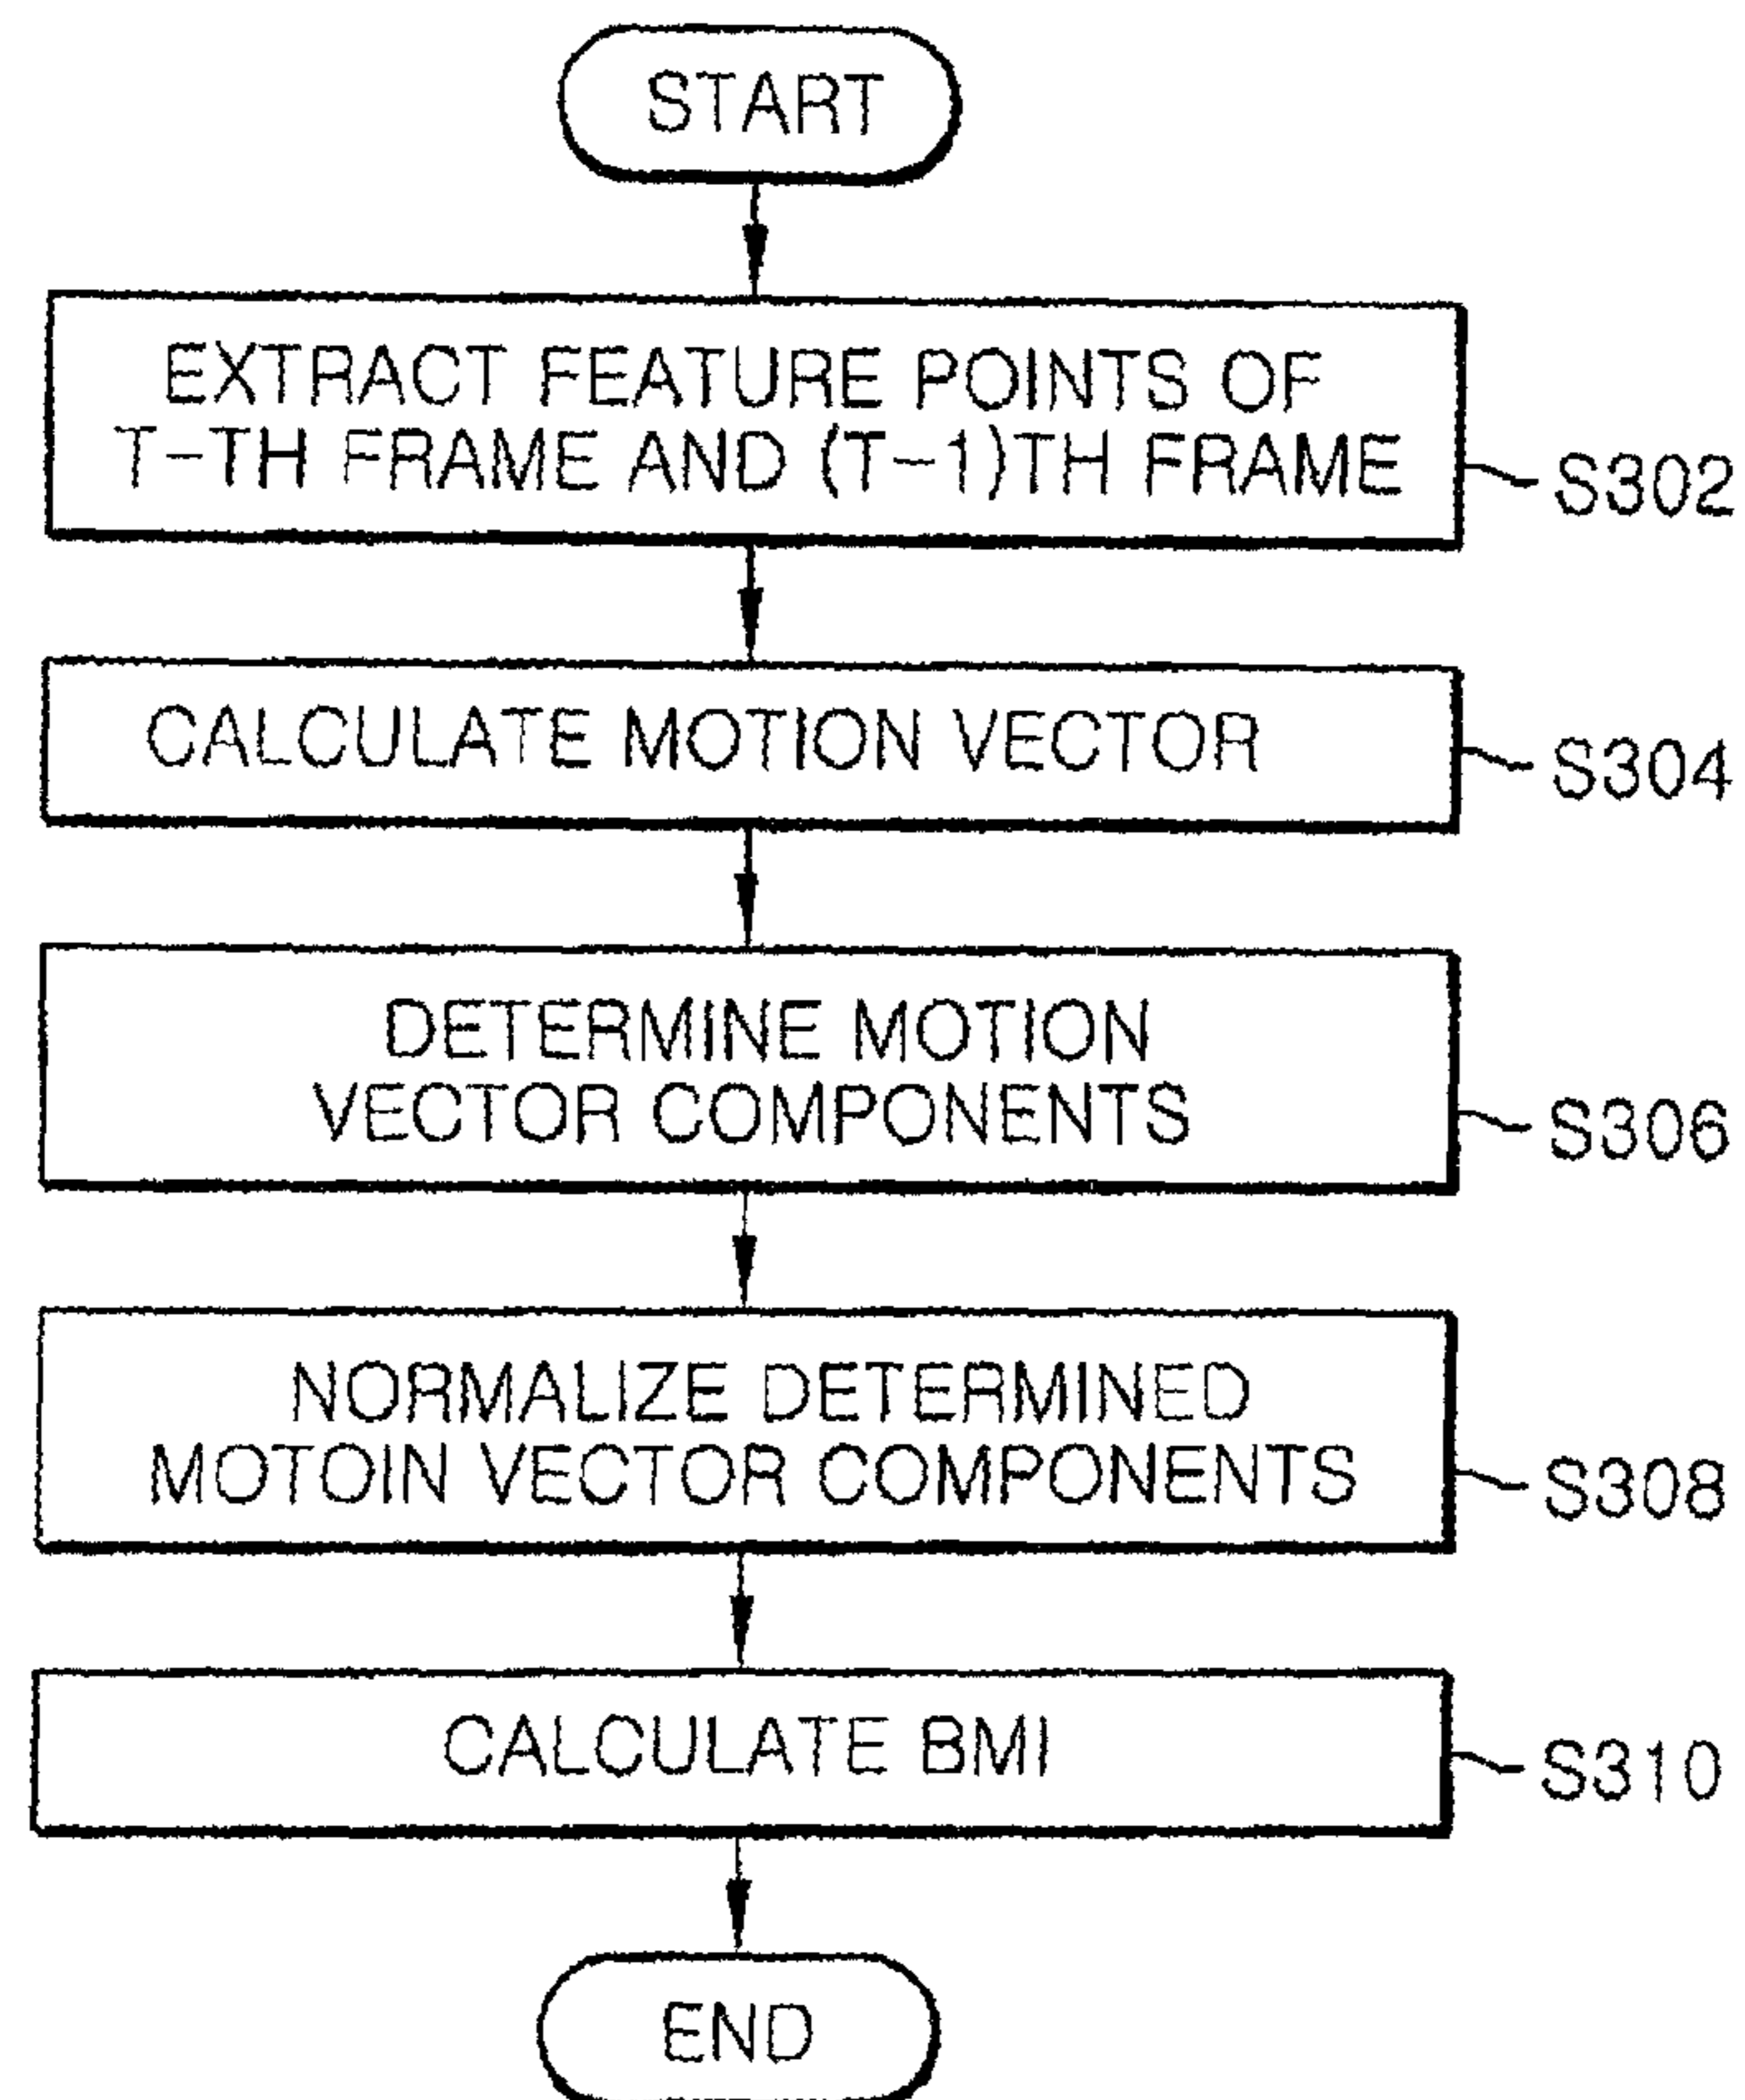 START
EXTRACT FEATURE POINTS OF
T-TH FRAME AND (T-1)TH FRAME
S302
CALCULATE MOTION VECTOR
S304
DETERMINE MOTION
VECTOR COMPONENTS
S306
NORMALIZE DETERMINED
MOTOIN VECTOR COMPONENTS
S308
CALCULATE BMI
S310
END